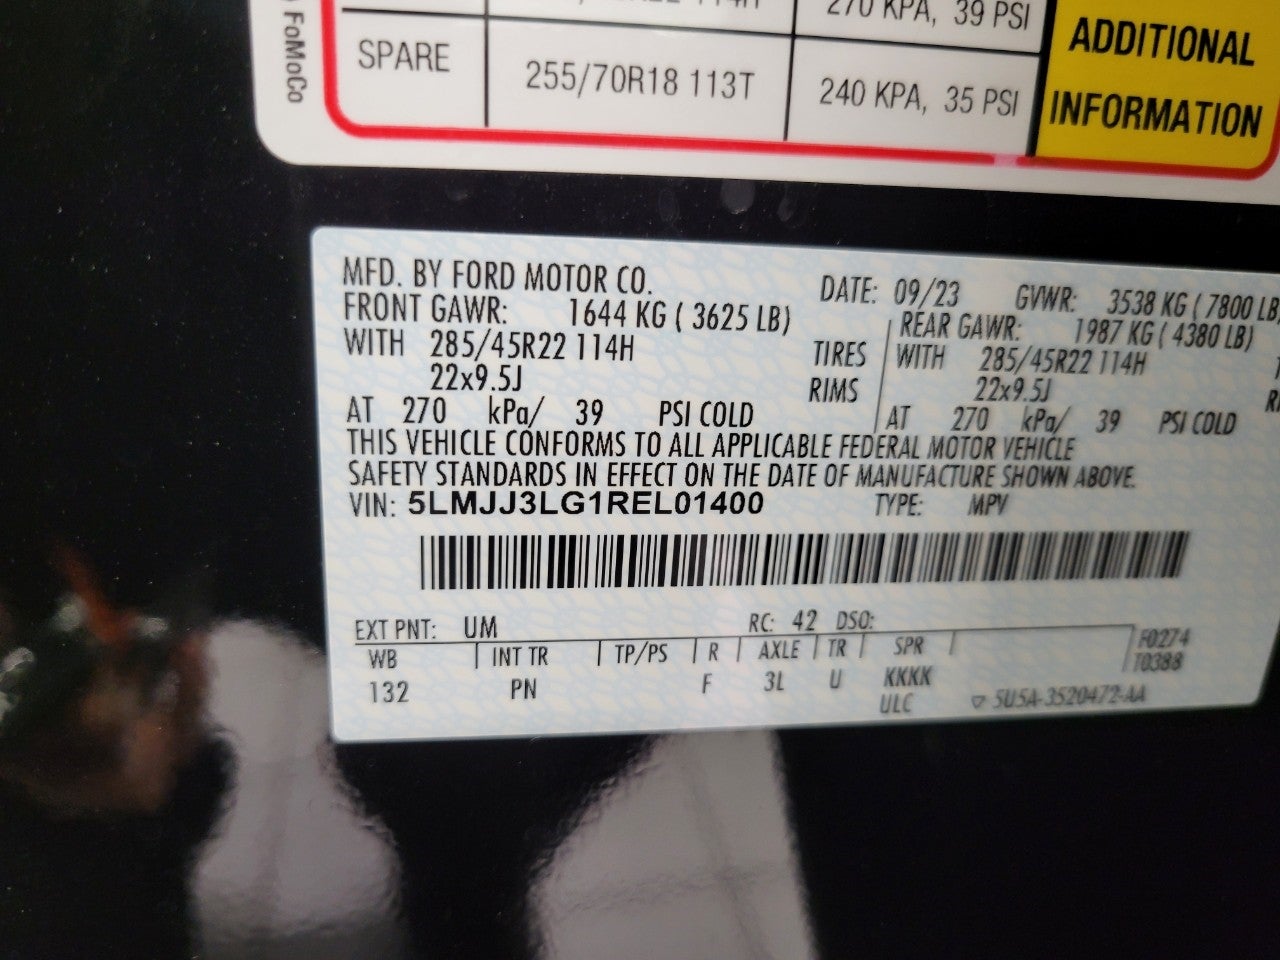 FoMoCo
270 KPA, 39 PSI
SPARE 255/70R18 113T 240 KPA, 35 PSI
ADDITIONAL
INFORMATION
MFD. BY FORD MOTOR CO. DATE: 09/23 GVWR: 3538 KG ( 7800 LB
FRONT GAWR: 1644 KG ( 3625 LB) REAR GAWR: 1987 KG ( 4380 LB)
WITH 285/45R22 114H TIRES WITH 285/45R22 114H
22x9.5J RIMS 22x9.5J
AT 270 kPa/ 39 PSI COLD AT 270 kPa/ 39 PSI COLD
THIS VEHICLE CONFORMS TO ALL APPLICABLE FEDERAL MOTOR VEHICLE
SAFETY STANDARDS IN EFFECT ON THE DATE OF MANUFACTURE SHOWN ABOVE.
VIN: 5LMJJ3LG1REL01400 TYPE: MPV
EXT PNT: UM RC: 42 DSO:
WB INT TR TP/PS R AXLE TR SPR F0274
132 PN F 3L U KKKK T0388
ULC ▽ 5U5A-3520472-AA